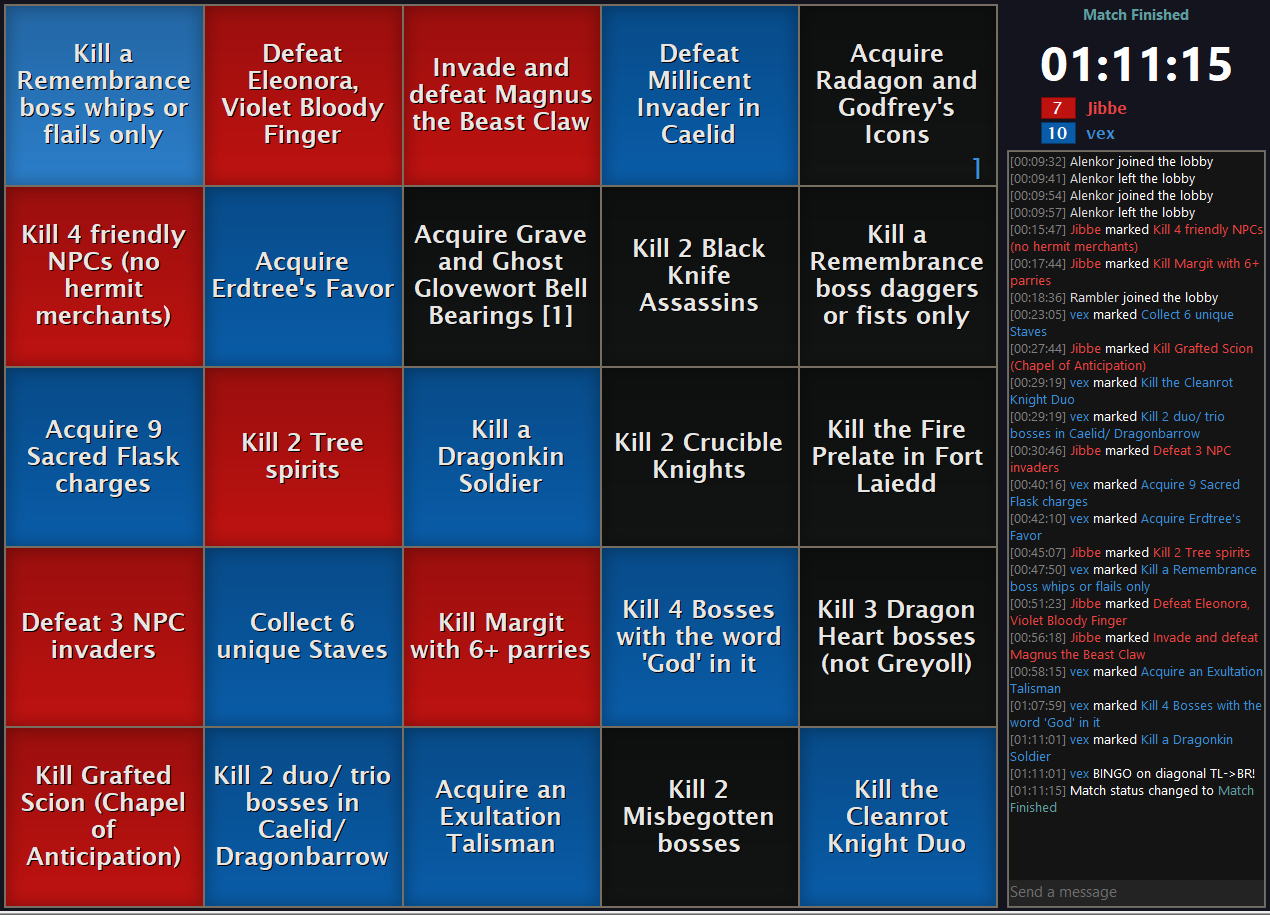 Kill a
Remembrance
boss whips or
flails only
Defeat
Eleonora,
Violet Bloody
Finger
Invade and
defeat Magnus
the Beast Claw
Defeat
Millicent
Invader in
Caelid
Acquire
Radagon and
Godfrey's
Icons
1
Kill 4 friendly
NPCs (no
hermit
merchants)
Acquire
Erdtree's Favor
Acquire Grave
and Ghost
Glovewort Bell
Bearings [1]
Kill 2 Black
Knife
Assassins
Kill a
Remembrance
boss daggers
or fists only
Acquire 9
Sacred Flask
charges
Kill 2 Tree
spirits
Kill a
Dragonkin
Soldier
Kill 2 Crucible
Knights
Kill the Fire
Prelate in Fort
Laiedd
Defeat 3 NPC
invaders
Collect 6
unique Staves
Kill Margit
with 6+ parries
Kill 4 Bosses
with the word
'God' in it
Kill 3 Dragon
Heart bosses
(not Greyoll)
Kill Grafted
Scion (Chapel
of
Anticipation)
Kill 2 duo/ trio
bosses in
Caelid/
Dragonbarrow
Acquire an
Exultation
Talisman
Kill 2
Misbegotten
bosses
Kill the
Cleanrot
Knight Duo
Match Finished
01:11:15
7 Jibbe
10 vex
[00:09:32] Alenkor joined the lobby
[00:09:41] Alenkor left the lobby
[00:09:54] Alenkor joined the lobby
[00:09:57] Alenkor left the lobby
[00:15:47] Jibbe marked Kill 4 friendly NPCs
(no hermit merchants)
[00:17:44] Jibbe marked Kill Margit with 6+
parries
[00:18:36] Rambler joined the lobby
[00:23:05] vex marked Collect 6 unique
Staves
[00:27:44] Jibbe marked Kill Grafted Scion
(Chapel of Anticipation)
[00:29:19] vex marked Kill the Cleanrot
Knight Duo
[00:29:19] vex marked Kill 2 duo/ trio
bosses in Caelid/ Dragonbarrow
[00:30:46] Jibbe marked Defeat 3 NPC
invaders
[00:40:16] vex marked Acquire 9 Sacred
Flask charges
[00:42:10] vex marked Acquire Erdtree's
Favor
[00:45:07] Jibbe marked Kill 2 Tree spirits
[00:47:50] vex marked Kill a Remembrance
boss whips or flails only
[00:51:23] Jibbe marked Defeat Eleonora,
Violet Bloody Finger
[00:56:18] Jibbe marked Invade and defeat
Magnus the Beast Claw
[00:58:15] vex marked Acquire an Exultation
Talisman
[01:07:59] vex marked Kill 4 Bosses with the
word 'God' in it
[01:11:01] vex marked Kill a Dragonkin
Soldier
[01:11:01] vex BINGO on diagonal TL->BR!
[01:11:15] Match status changed to Match
Finished
Send a message